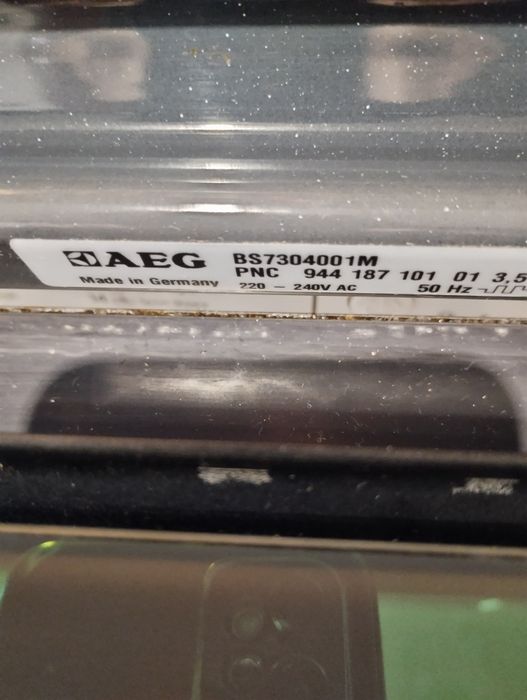 AEG BS7304001M
PNC 944 187 101 01 3,5
Made in Germany 220 – 240V AC 50 Hz